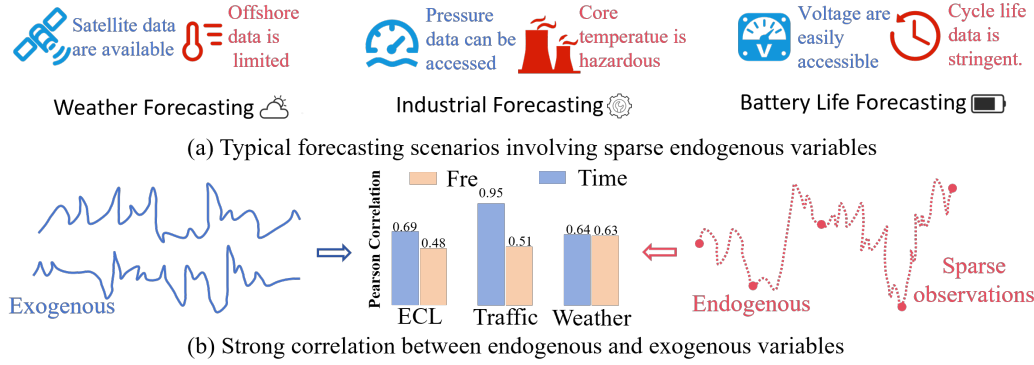 Satellite data
are available
Offshore
data is
limited
Pressure
data can be
accessed
Core
temperatue is
hazardous
Voltage are
easily
accessible
V
Cycle life
data is
stringent.
Weather Forecasting
Industrial Forecasting
Battery Life Forecasting
(a) Typical forecasting scenarios involving sparse endogenous variables
Exogenous
Fre
Time
Pearson Correlation
0.69
0.48
0.95
0.51
0.64
0.63
ECL
Traffic
Weather
Endogenous
Sparse
observations
(b) Strong correlation between endogenous and exogenous variables